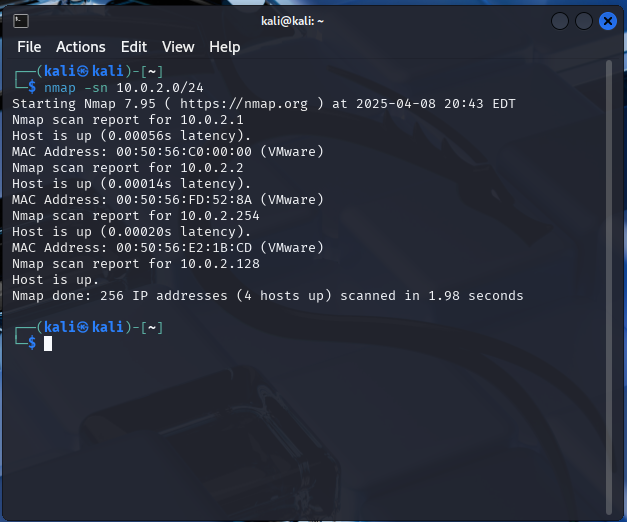 kali@kali: ~
File Actions Edit View Help
┌──(kali㉿kali)-[~]
└─$ nmap -sn 10.0.2.0/24
Starting Nmap 7.95 ( https://nmap.org ) at 2025-04-08 20:43 EDT
Nmap scan report for 10.0.2.1
Host is up (0.00056s latency).
MAC Address: 00:50:56:C0:00:00 (VMware)
Nmap scan report for 10.0.2.2
Host is up (0.00014s latency).
MAC Address: 00:50:56:FD:52:8A (VMware)
Nmap scan report for 10.0.2.254
Host is up (0.00020s latency).
MAC Address: 00:50:56:E2:1B:CD (VMware)
Nmap scan report for 10.0.2.128
Host is up.
Nmap done: 256 IP addresses (4 hosts up) scanned in 1.98 seconds
┌──(kali㉿kali)-[~]
└─$